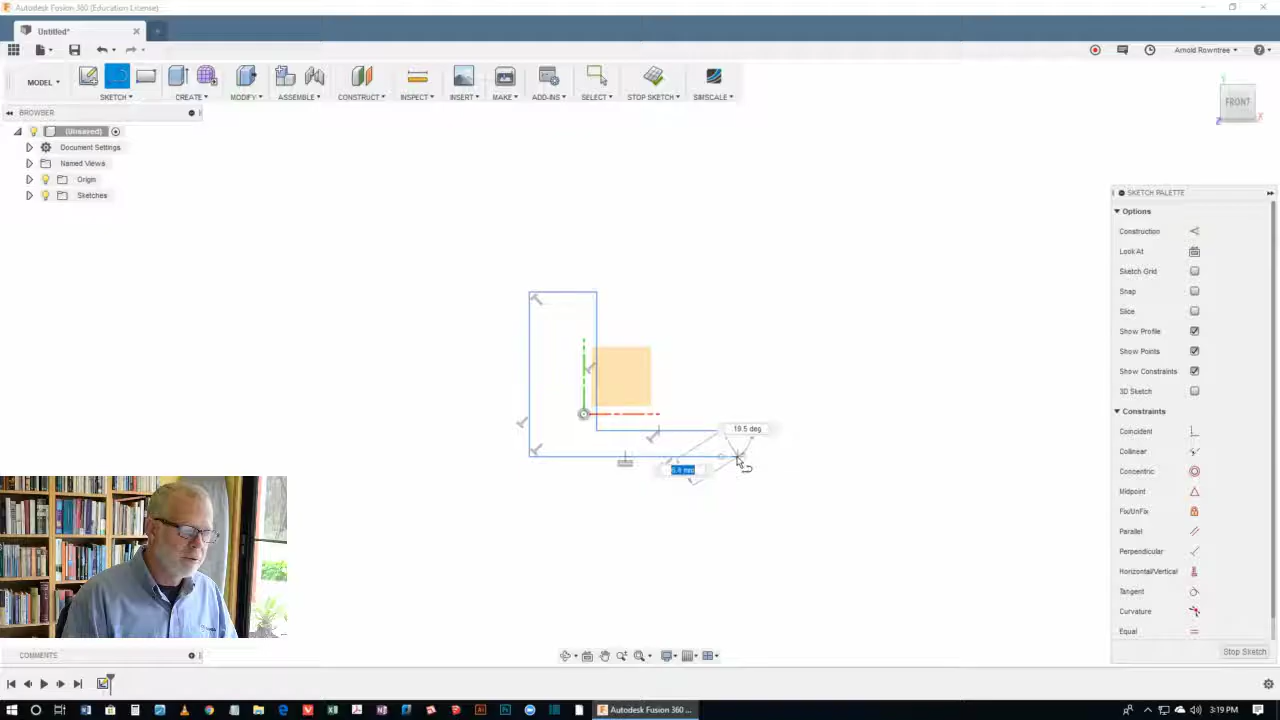 Autodesk Fusion 360 (Education License)
Untitled*
Arnold Rowntree
MODEL
SKETCH
CREATE
MODIFY
ASSEMBLE
CONSTRUCT
INSPECT
INSERT
MAKE
ADD-INS
SELECT
STOP SKETCH
SIMSCALE
FRONT
BROWSER
(Unsaved)
Document Settings
Named Views
Origin
Sketches
SKETCH PALETTE
Options
Construction
Look At
Sketch Grid
Snap
Slice
Show Profile
Show Points
Show Constraints
3D Sketch
Constraints
Coincident
Collinear
Concentric
Midpoint
Fix/UnFix
Parallel
Perpendicular
Horizontal/Vertical
Tangent
Curvature
Equal
Stop Sketch
19.5 deg
COMMENTS
Autodesk Fusion 360 ...
3:19 PM